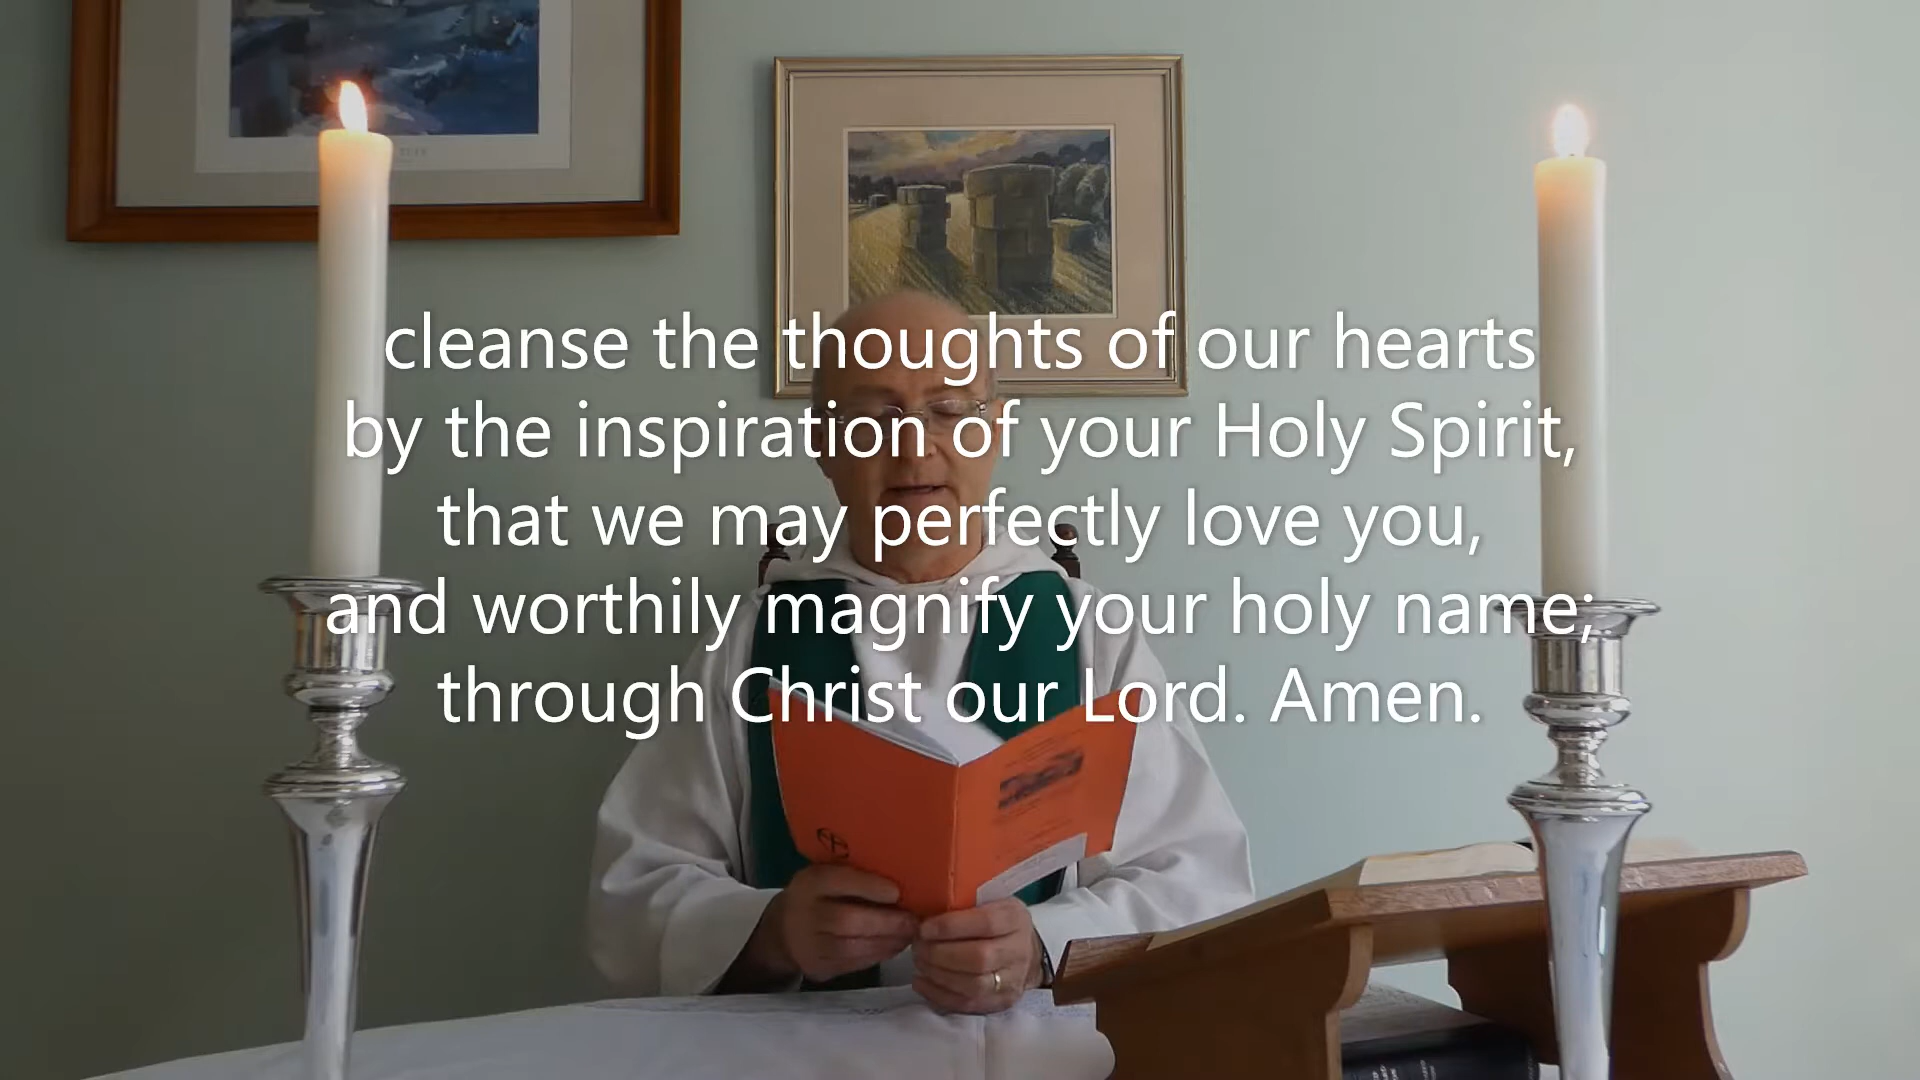 cleanse the thoughts of our hearts
by the inspiration of your Holy Spirit,
that we may perfectly love you,
and worthily magnify your holy name;
through Christ our Lord. Amen.